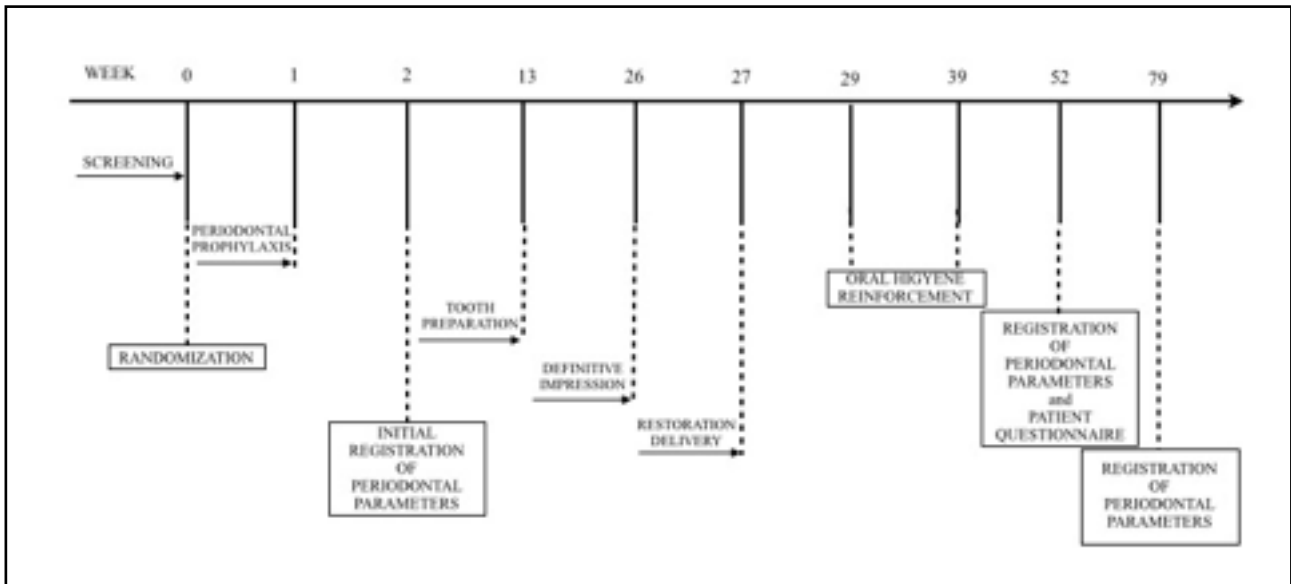 WEEK 0 1 2 13 26 27 29 39 52 79
SCREENING
PERIODONTAL
PROPHYLAXIS
RANDOMIZATION
TOOTH
PREPARATION
INITIAL
REGISTRATION
OF
PERIODONTAL
PARAMETERS
DEFINITIVE
IMPRESSION
RESTORATION
DELIVERY
ORAL HIGYENE
REINFORCEMENT
REGISTRATION
OF
PERIODONTAL
PARAMETERS
and
PATIENT
QUESTIONNAIRE
REGISTRATION
OF
PERIODONTAL
PARAMETERS